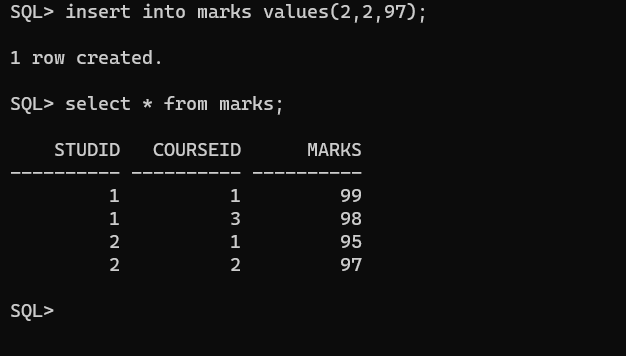 SQL> insert into marks values(2,2,97);
1 row created.
SQL> select * from marks;
    STUDID   COURSEID      MARKS
---------- ---------- ----------
         1          1         99
         1          3         98
         2          1         95
         2          2         97
SQL>